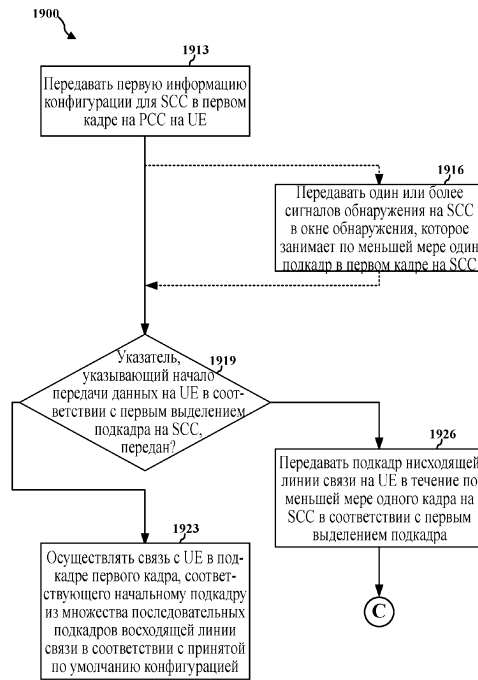 1900
1913
Передавать первую информацию
конфигурации для SCC в первом
кадре на PCC на UE
1916
Передавать один или более
сигналов обнаружения на SCC
в окне обнаружения, которое
занимает по меньшей мере один
подкадр в первом кадре на SCC
1919
Указатель,
указывающий начало
передачи данных на UE в соот-
ветствии с первым выделением
подкадра на SCC,
передан?
1926
Передавать подкадр нисходящей
линии связи на UE в течение по
меньшей мере одного кадра на
SCC в соответствии с первым
выделением подкадра
1923
Осуществлять связь с UE в под-
кадре первого кадра, соответ-
ствующего начальному подкадру
из множества последовательных
подкадров восходящей линии
связи в соответствии с принятой
по умолчанию конфигурацией
C